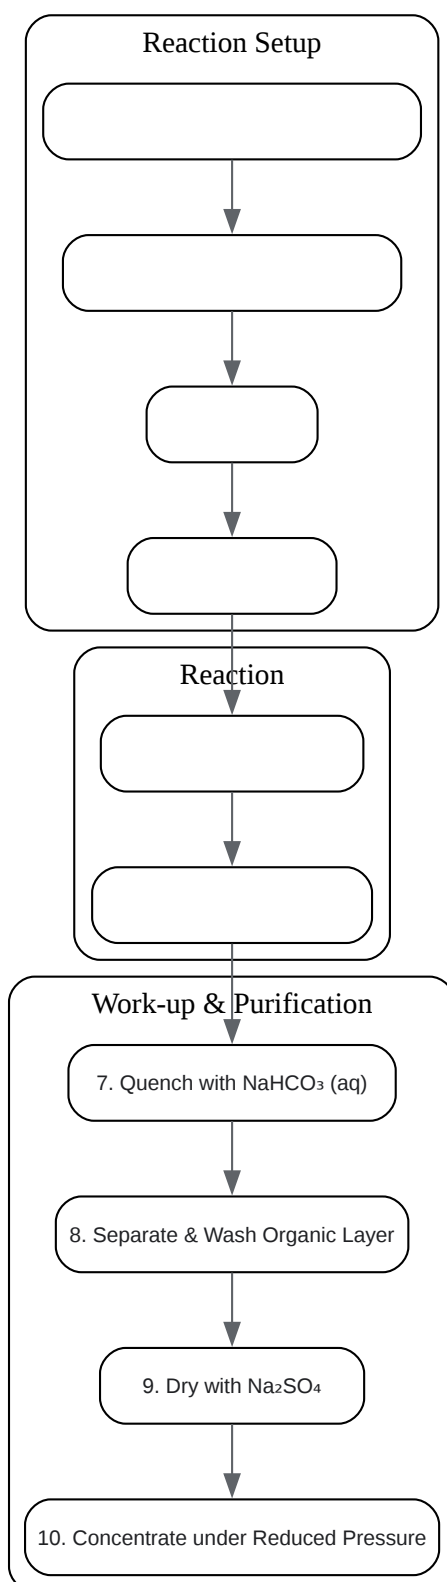 Reaction Setup
Reaction
Work-up & Purification
7. Quench with NaHCO₃ (aq)
8. Separate & Wash Organic Layer
9. Dry with Na₂SO₄
10. Concentrate under Reduced Pressure